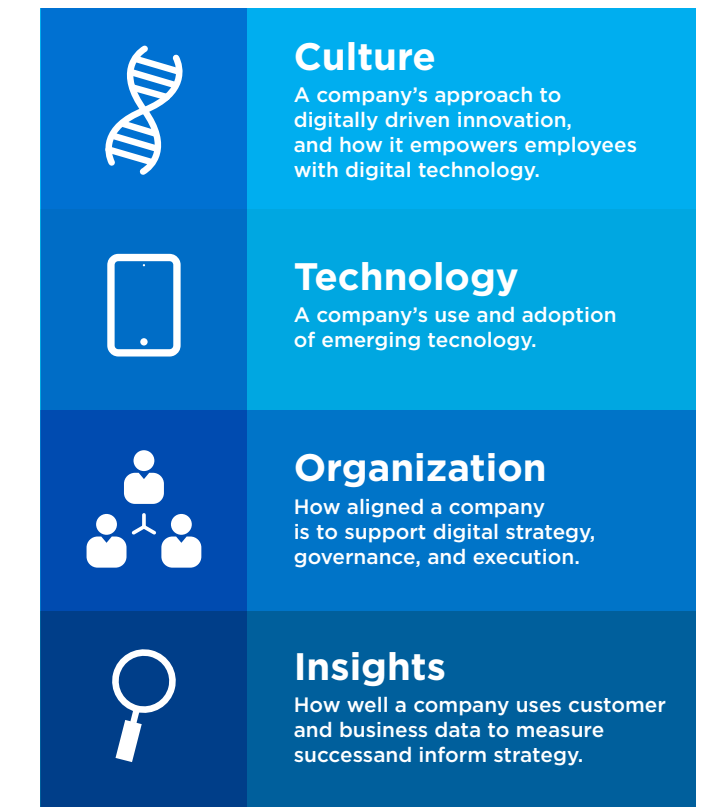 Culture
A company’s approach to
digitally driven innovation,
and how it empowers employees
with digital technology.
Technology
A company’s use and adoption
of emerging tecnology.
Organization
How aligned a company
is to support digital strategy,
governance, and execution.
Insights
How well a company uses customer
and business data to measure
successand inform strategy.